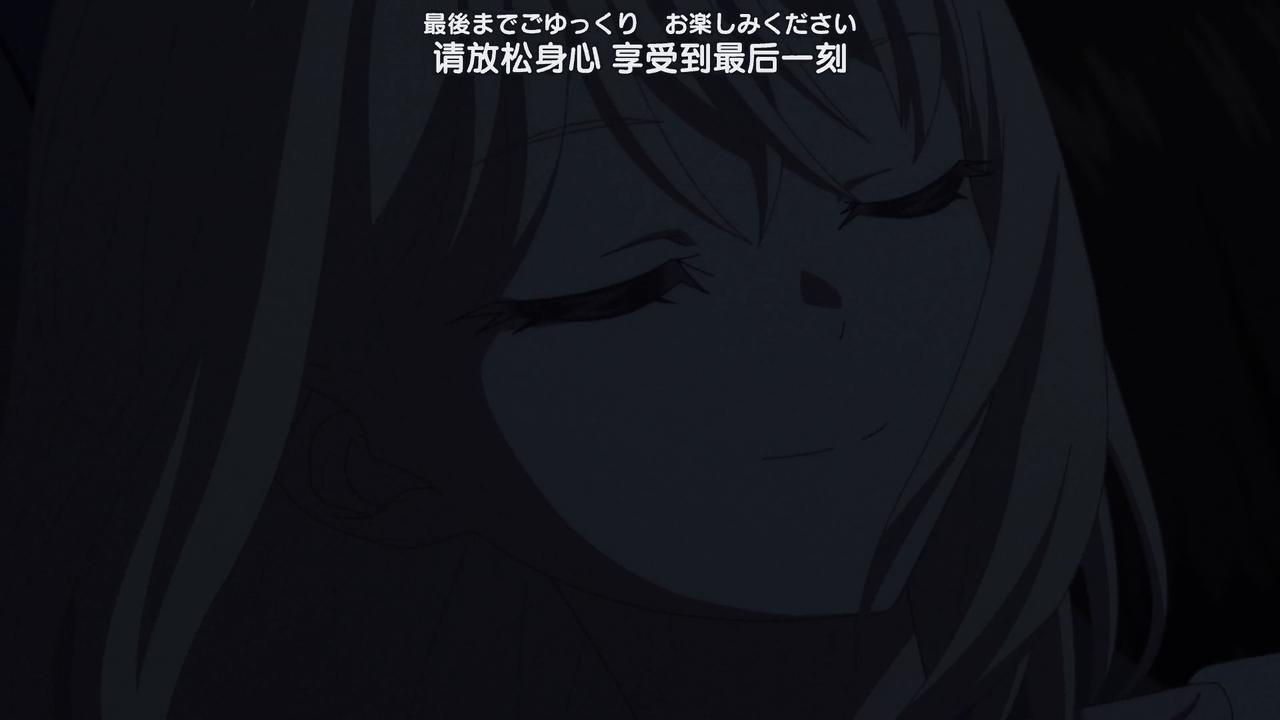 最後までごゆっくり　お楽しみください
请放松身心 享受到最后一刻